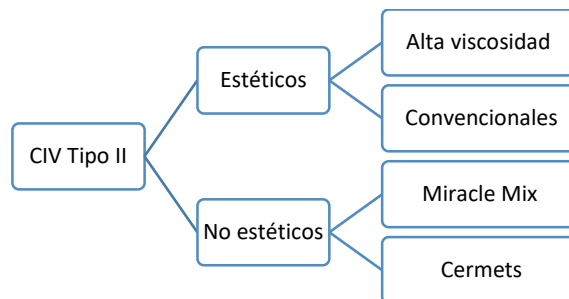 CIV Tipo II
Estéticos
Alta viscosidad
Convencionales
No estéticos
Miracle Mix
Cermets